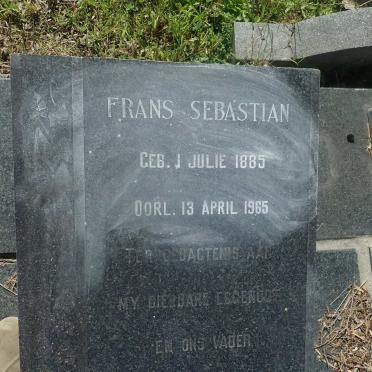 FRANS SEBASTIAN
GEB. 1 JULIE 1885
OORL. 13 APRIL 1965
TER GEDAGTENIS AAN
MY DIERBARE EGGENOOT
EN ONS VADER